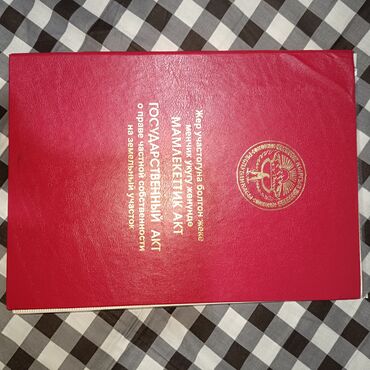 Жер участогуна болгон жеке
менчик укугу жөнүндө
МАМЛЕКЕТТИК АКТ
ГОСУДАРСТВЕННЫЙ АКТ
о праве частной собственности
на земельный участок